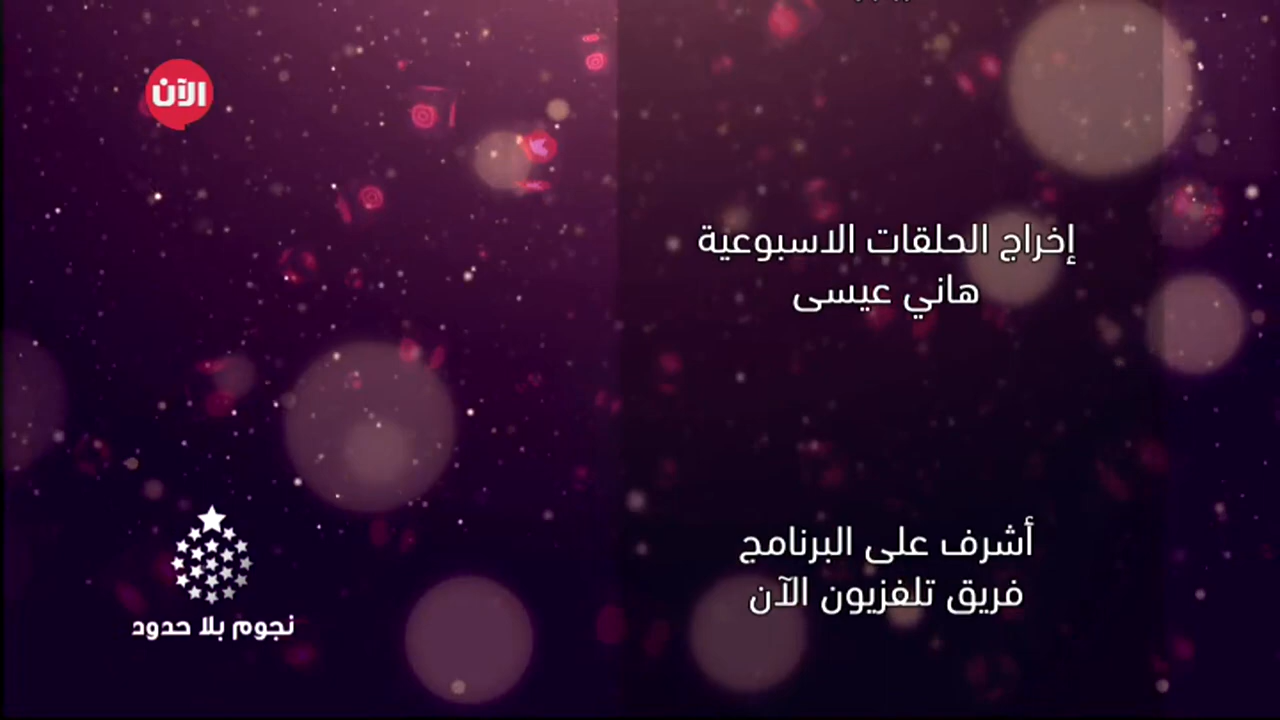 الآن
إخراج الحلقات الاسبوعية
هاني عيسى
أشرف على البرنامج
فريق تلفزيون الآن
نجوم بلا حدود